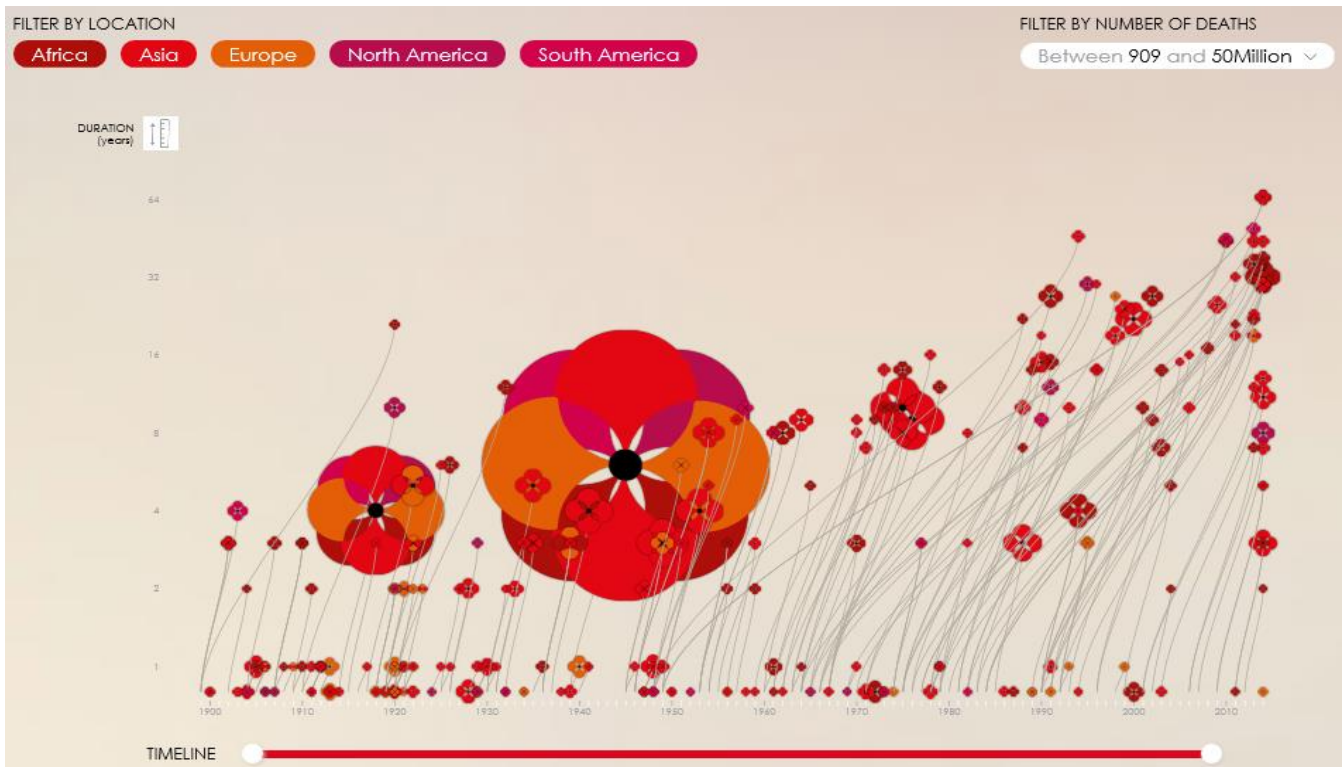 FILTER BY LOCATION
FILTER BY NUMBER OF DEATHS
Africa Asia Europe North America South America
Between 909 and 50Million
DURATION
(years)
64
32
16
8
4
2
1
1900 1910 1920 1930 1940 1950 1960 1970 1980 1990 2000 2010
TIMELINE